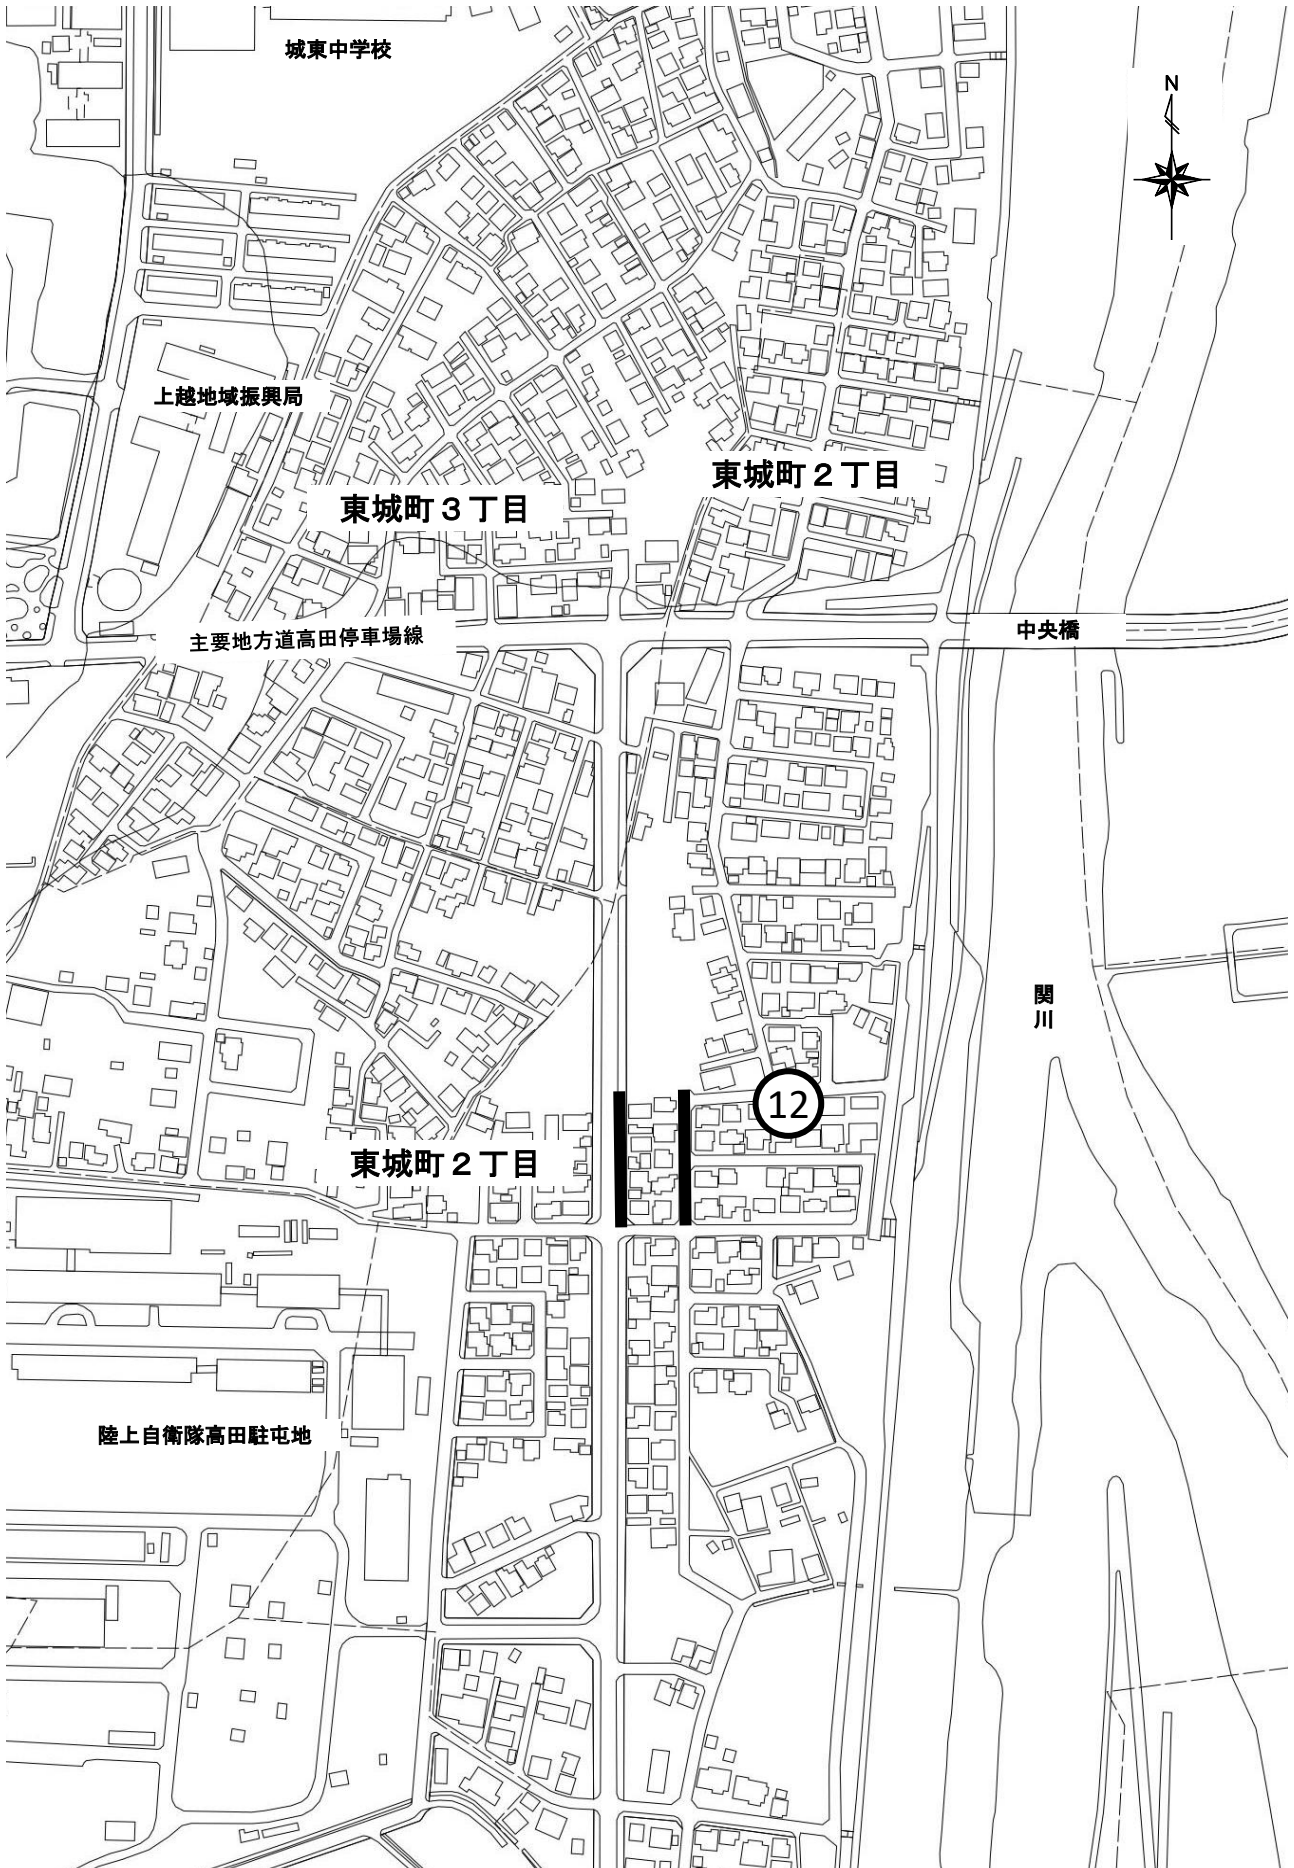 城東中学校
N
上越地域振興局
東城町２丁目
東城町３丁目
主要地方道高田停車場線
中央橋
関川
12
東城町２丁目
陸上自衛隊高田駐屯地